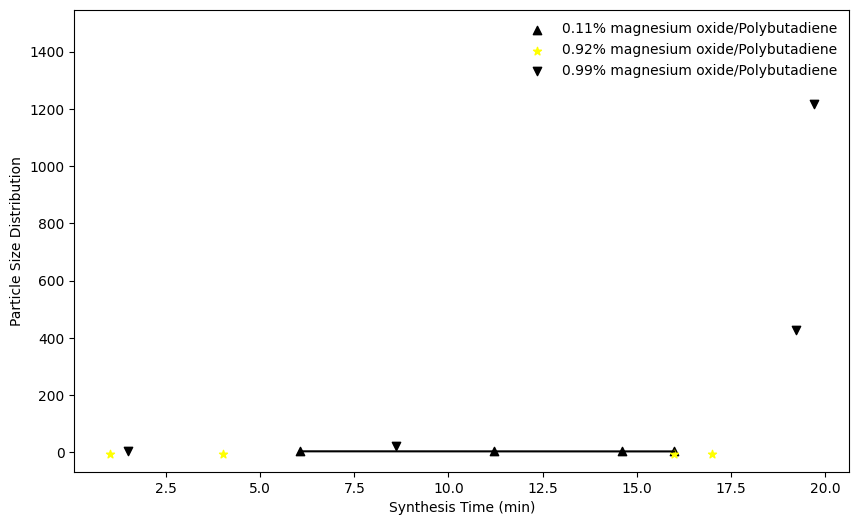 0.11% magnesium oxide/Polybutadiene
0.92% magnesium oxide/Polybutadiene
0.99% magnesium oxide/Polybutadiene
1400
1200
1000
800
600
400
200
0
Particle Size Distribution
2.5 5.0 7.5 10.0 12.5 15.0 17.5 20.0
Synthesis Time (min)